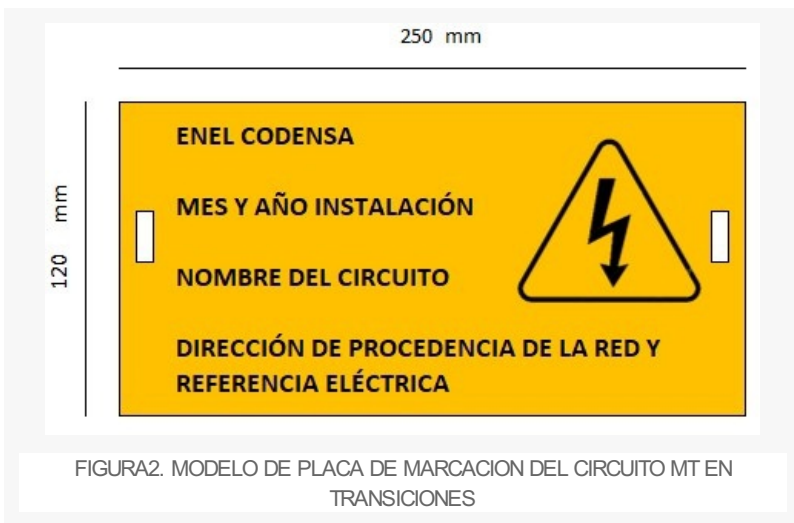 250 mm
120 mm
ENEL CODENSA
MES Y AÑO INSTALACIÓN
NOMBRE DEL CIRCUITO
DIRECCIÓN DE PROCEDENCIA DE LA RED Y
REFERENCIA ELÉCTRICA
FIGURA2. MODELO DE PLACA DE MARCACION DEL CIRCUITO MT EN
TRANSICIONES